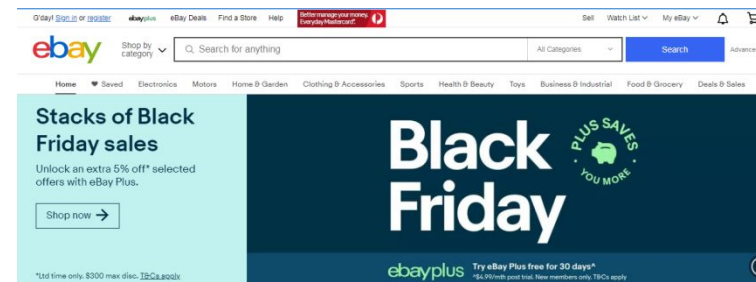 G'day! Sign in or register ebayplus eBay Deals Find a Store Help Better manage your money. Everyday Mastercard®. Sell Watch List My eBay
ebay Shop by category Search for anything All Categories Search Advance
Home Saved Electronics Motors Home & Garden Clothing & Accessories Sports Health & Beauty Toys Business & Industrial Food & Grocery Deals & Sales
Stacks of Black
Friday sales
Unlock an extra 5% off* selected
offers with eBay Plus.
Shop now
*Ltd time only. $300 max disc. T&Cs apply
Black
Friday
PLUS SAVES
YOU MORE
ebayplus Try eBay Plus free for 30 days^
^$4.99/mth post trial. New members only. T&Cs apply